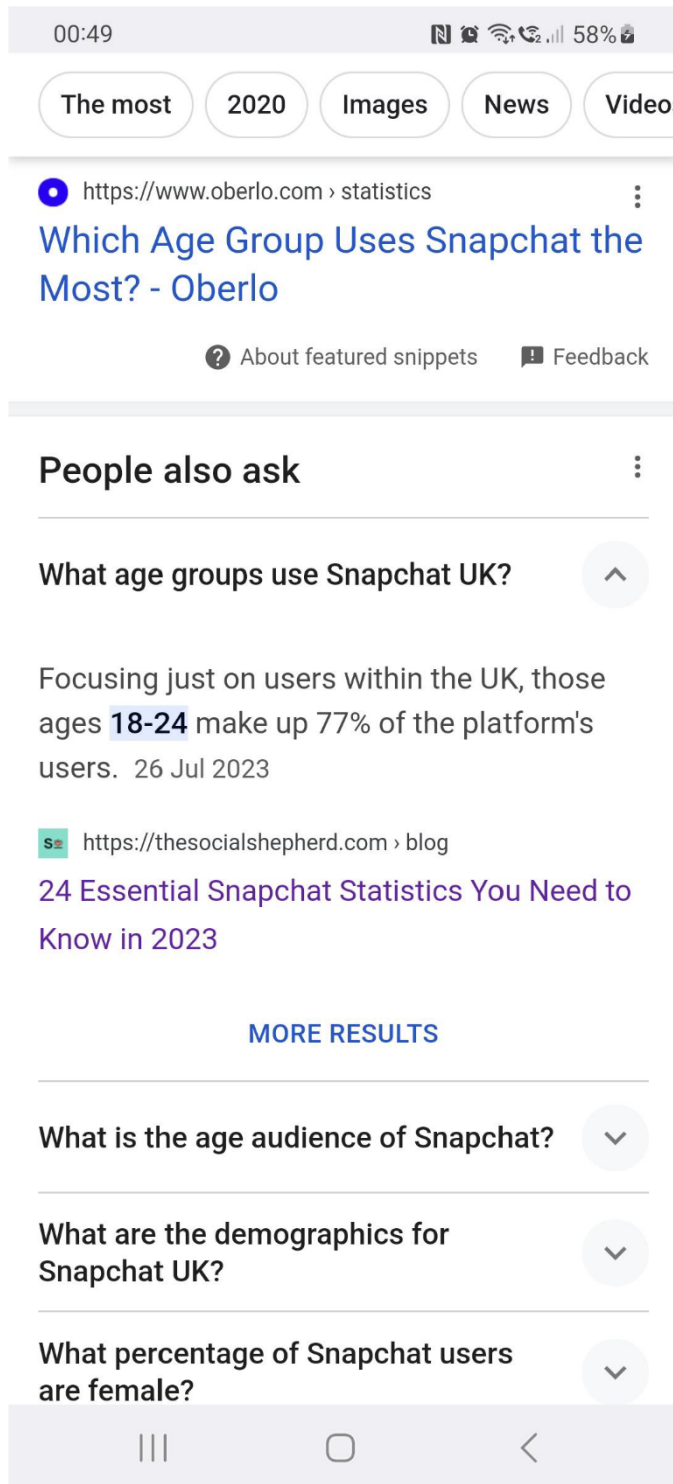 00:49 58%
The most 2020 Images News Videos
https://www.oberlo.com › statistics
Which Age Group Uses Snapchat the
Most? - Oberlo
About featured snippets Feedback
People also ask
What age groups use Snapchat UK?
Focusing just on users within the UK, those
ages 18-24 make up 77% of the platform's
users. 26 Jul 2023
https://thesocialshepherd.com › blog
24 Essential Snapchat Statistics You Need to
Know in 2023
MORE RESULTS
What is the age audience of Snapchat?
What are the demographics for
Snapchat UK?
What percentage of Snapchat users
are female?